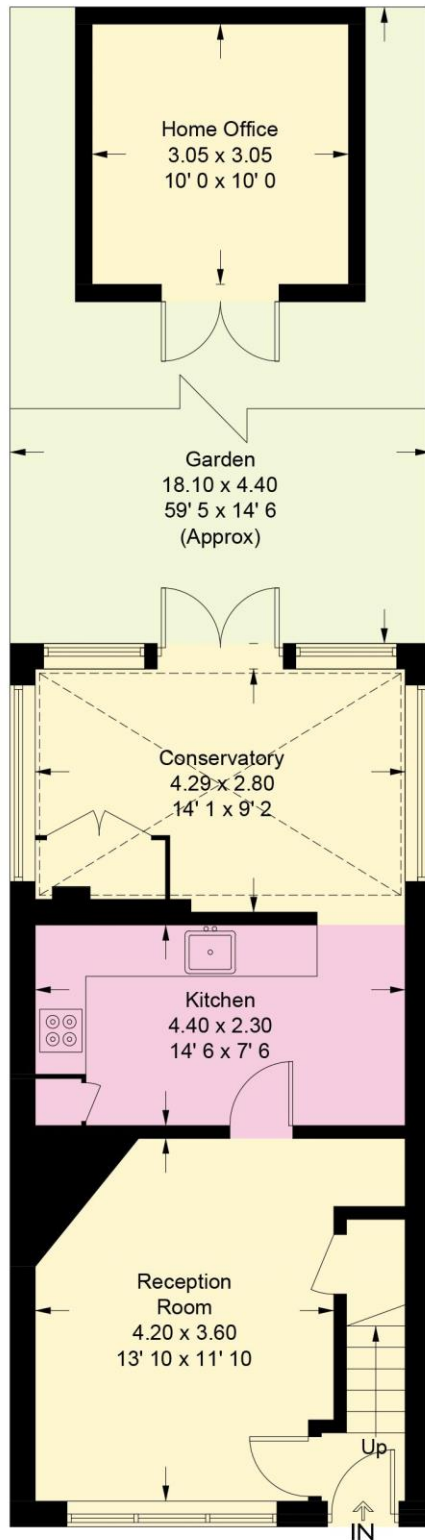 Home Office
3.05 x 3.05
10' 0 x 10' 0
Garden
18.10 x 4.40
59' 5 x 14' 6
(Approx)
Conservatory
4.29 x 2.80
14' 1 x 9' 2
Kitchen
4.40 x 2.30
14' 6 x 7' 6
Reception
Room
4.20 x 3.60
13' 10 x 11' 10
Up
IN